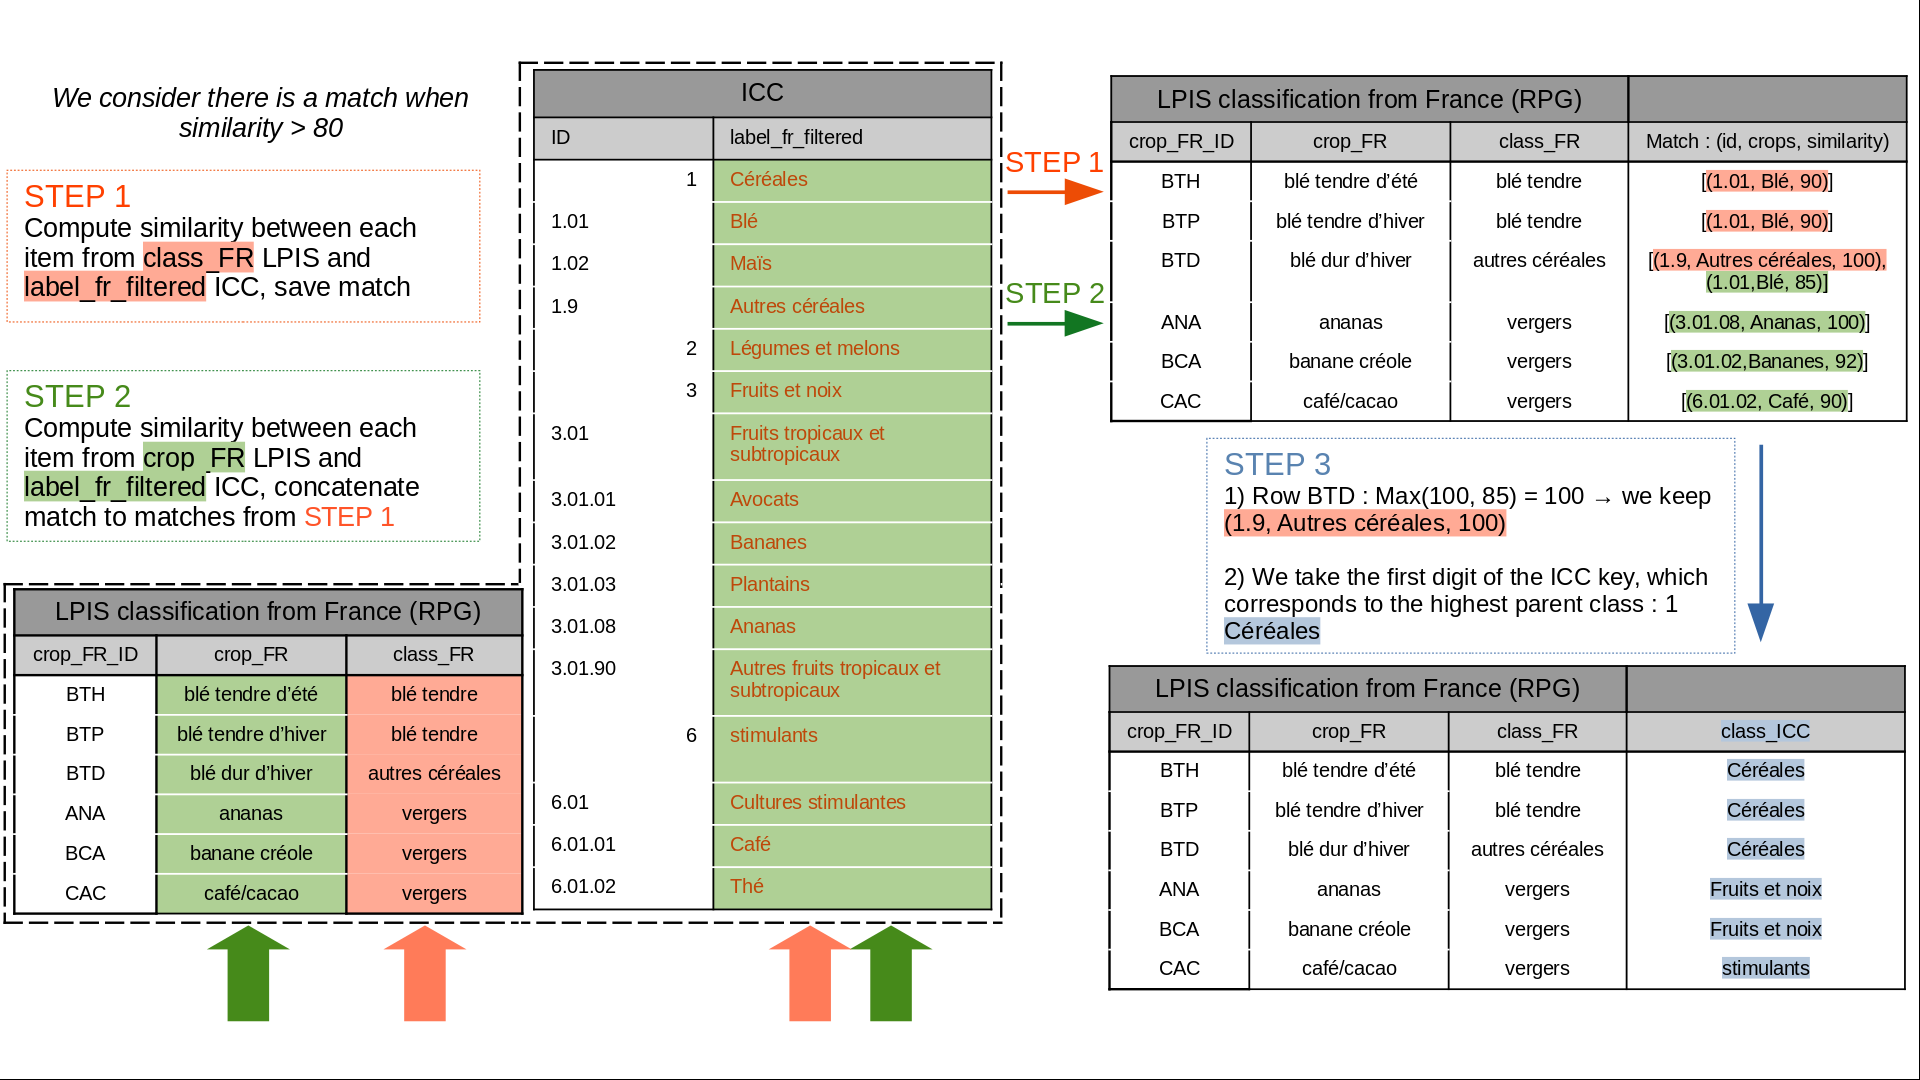 We consider there is a match when
similarity > 80
STEP 1
Compute similarity between each
item from class_FR LPIS and
label_fr_filtered ICC, save match
STEP 2
Compute similarity between each
item from crop_FR LPIS and
label_fr_filtered ICC, concatenate
match to matches from STEP 1
LPIS classification from France (RPG)
crop_FR_ID crop_FR class_FR
BTH blé tendre d’été blé tendre
BTP blé tendre d’hiver blé tendre
BTD blé dur d’hiver autres céréales
ANA ananas vergers
BCA banane créole vergers
CAC café/cacao vergers
ICC
ID label_fr_filtered
1 Céréales
1.01 Blé
1.02 Maïs
1.9 Autres céréales
2 Légumes et melons
3 Fruits et noix
3.01 Fruits tropicaux et
subtropicaux
3.01.01 Avocats
3.01.02 Bananes
3.01.03 Plantains
3.01.08 Ananas
3.01.90 Autres fruits tropicaux et
subtropicaux
6 stimulants
6.01 Cultures stimulantes
6.01.01 Café
6.01.02 Thé
STEP 1
STEP 2
LPIS classification from France (RPG)
crop_FR_ID crop_FR class_FR Match : (id, crops, similarity)
BTH blé tendre d’été blé tendre [(1.01, Blé, 90)]
BTP blé tendre d’hiver blé tendre [(1.01, Blé, 90)]
BTD blé dur d’hiver autres céréales [(1.9, Autres céréales, 100),
(1.01,Blé, 85)]
ANA ananas vergers [(3.01.08, Ananas, 100)]
BCA banane créole vergers [(3.01.02,Bananes, 92)]
CAC café/cacao vergers [(6.01.02, Café, 90)]
STEP 3
1) Row BTD : Max(100, 85) = 100 → we keep
(1.9, Autres céréales, 100)
2) We take the first digit of the ICC key, which
corresponds to the highest parent class : 1
Céréales
LPIS classification from France (RPG)
crop_FR_ID crop_FR class_FR class_ICC
BTH blé tendre d’été blé tendre Céréales
BTP blé tendre d’hiver blé tendre Céréales
BTD blé dur d’hiver autres céréales Céréales
ANA ananas vergers Fruits et noix
BCA banane créole vergers Fruits et noix
CAC café/cacao vergers stimulants